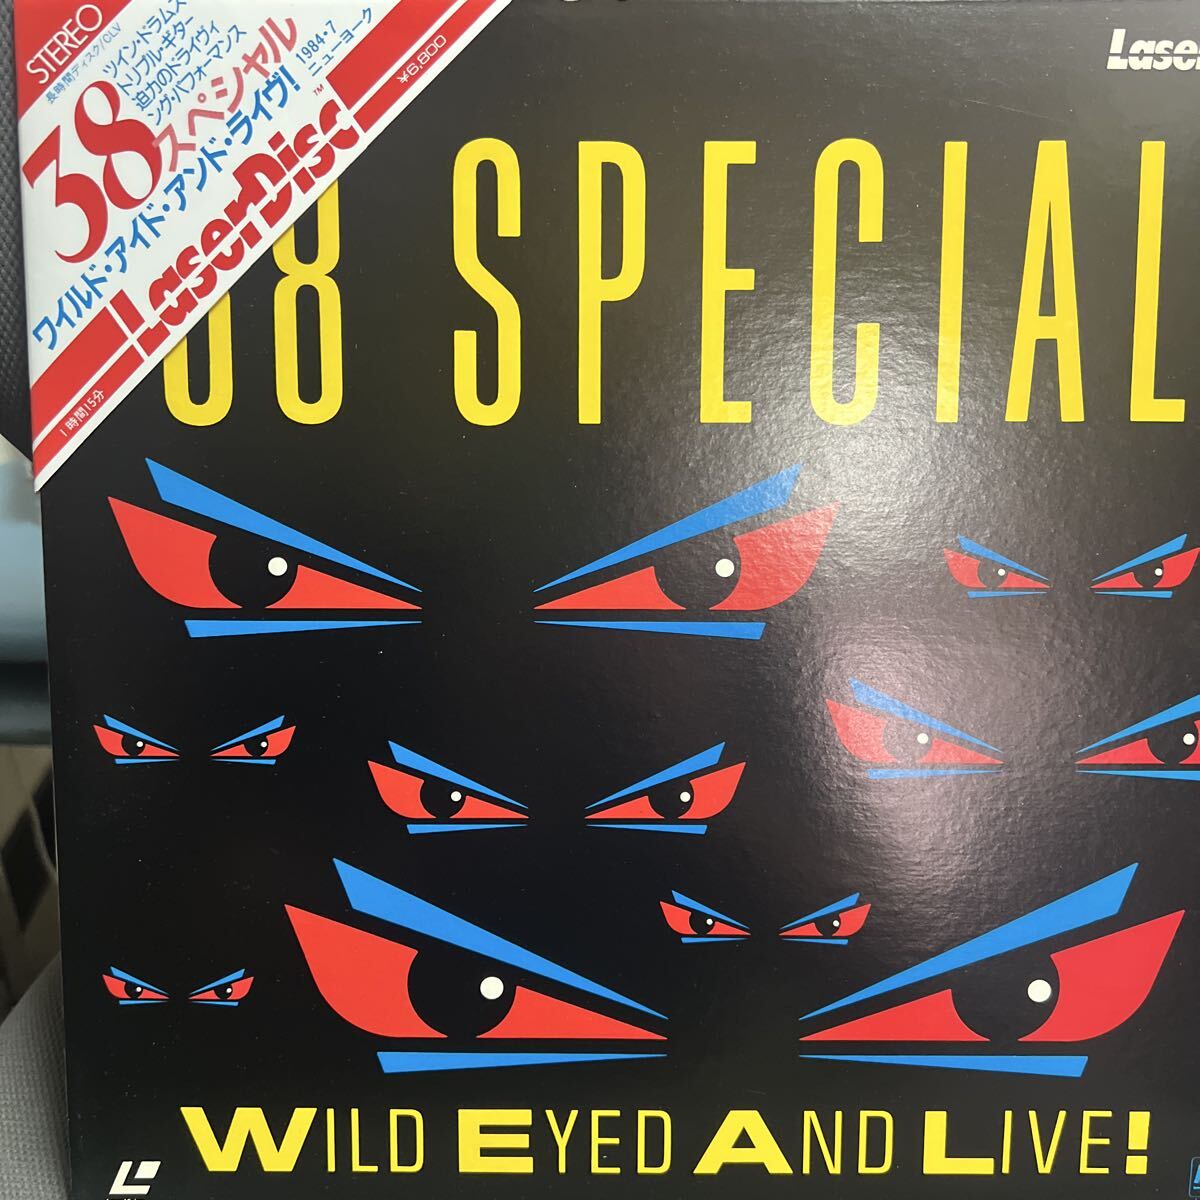 STEREO
長時間ディスク/CLV
ツイン・ドラムス
トリプル・ギター
迫力のドライヴィ
ング・パフォーマンス
38スペシャル
ワイルド・アイド・アンド・ライヴ!
1984・7
ニューヨーク
¥6,800
LaserDisc™
1時間15分
Laser
38 SPECIAL
WILD EYED AND LIVE!